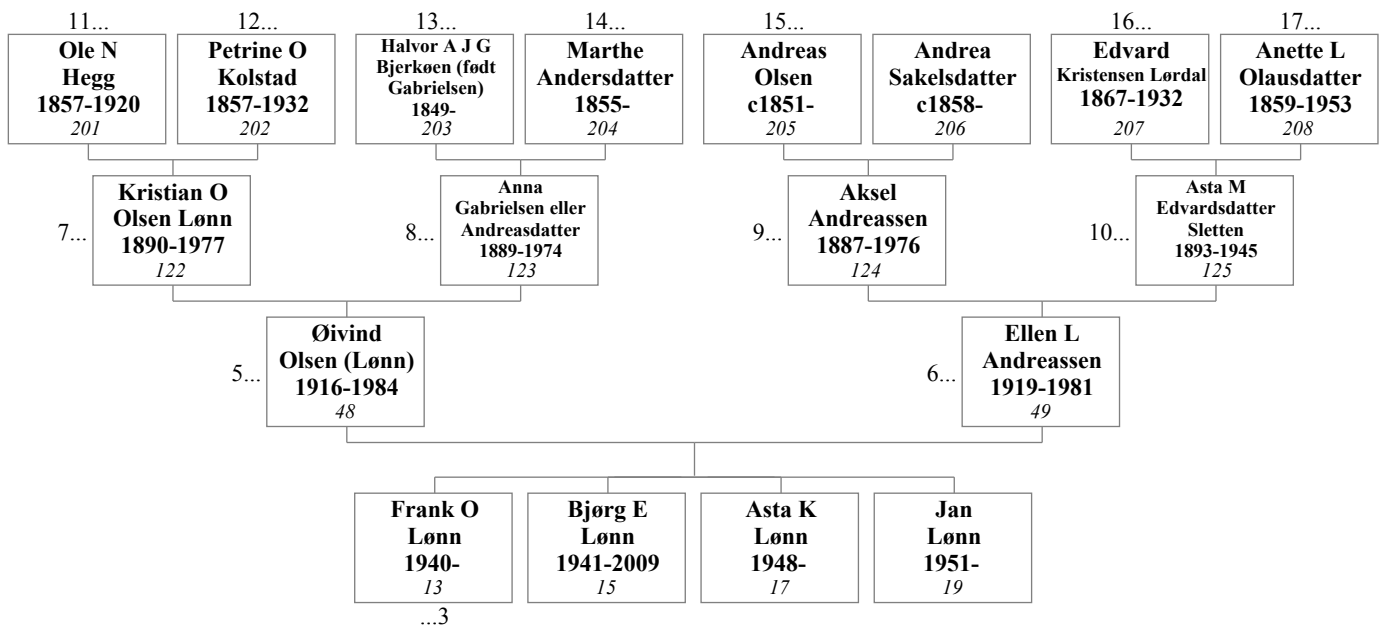 11...
12...
13...
14...
15...
16...
17...
Ole N
Hegg
1857-1920
201
Petrine O
Kolstad
1857-1932
202
Halvor A J G
Bjerkøen (født
Gabrielsen)
1849-
203
Marthe
Andersdatter
1855-
204
Andreas
Olsen
c1851-
205
Andrea
Sakelsdatter
c1858-
206
Edvard
Kristensen Lørdal
1867-1932
207
Anette L
Olausdatter
1859-1953
208
7...
Kristian O
Olsen Lønn
1890-1977
122
8...
Anna
Gabrielsen eller
Andreasdatter
1889-1974
123
9...
Aksel
Andreassen
1887-1976
124
10...
Asta M
Edvardsdatter
Sletten
1893-1945
125
5...
Øivind
Olsen (Lønn)
1916-1984
48
6...
Ellen L
Andreassen
1919-1981
49
Frank O
Lønn
1940-
13
Bjørg E
Lønn
1941-2009
15
Asta K
Lønn
1948-
17
Jan
Lønn
1951-
19
...3